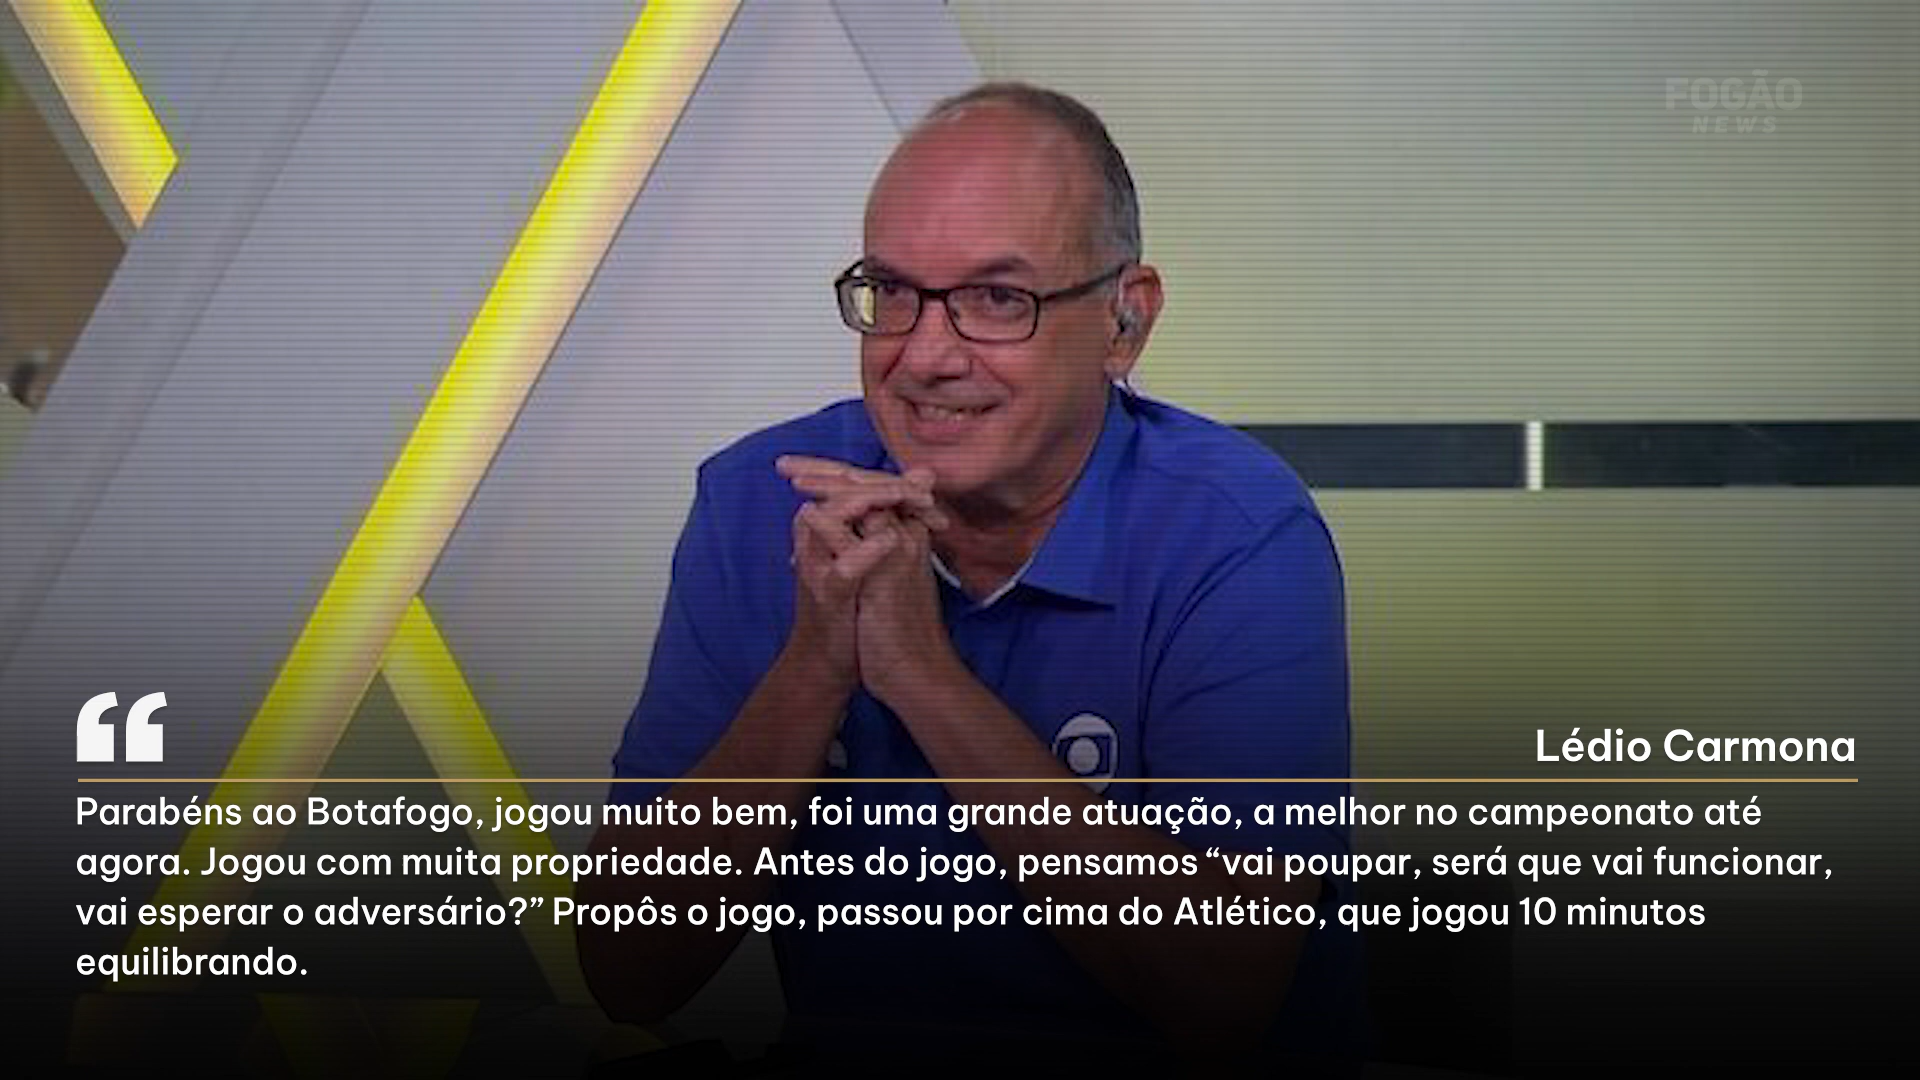 FOGÃO
NEWS
“
Lédio Carmona
Parabéns ao Botafogo, jogou muito bem, foi uma grande atuação, a melhor no campeonato até
agora. Jogou com muita propriedade. Antes do jogo, pensamos “vai poupar, será que vai funcionar,
vai esperar o adversário?” Propôs o jogo, passou por cima do Atlético, que jogou 10 minutos
equilibrando.